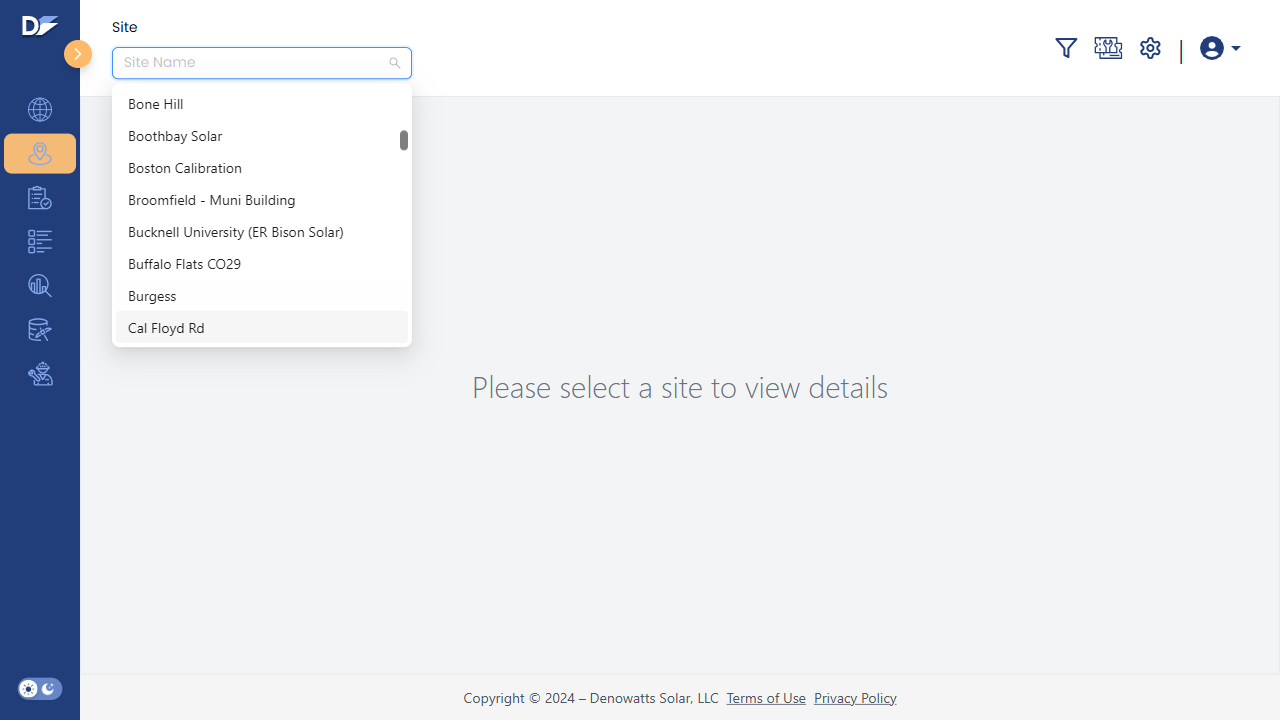 Site
Site Name
Bone Hill
Boothbay Solar
Boston Calibration
Broomfield - Muni Building
Bucknell University (ER Bison Solar)
Buffalo Flats CO29
Burgess
Cal Floyd Rd
Please select a site to view details
Copyright © 2024 – Denowatts Solar, LLC Terms of Use Privacy Policy